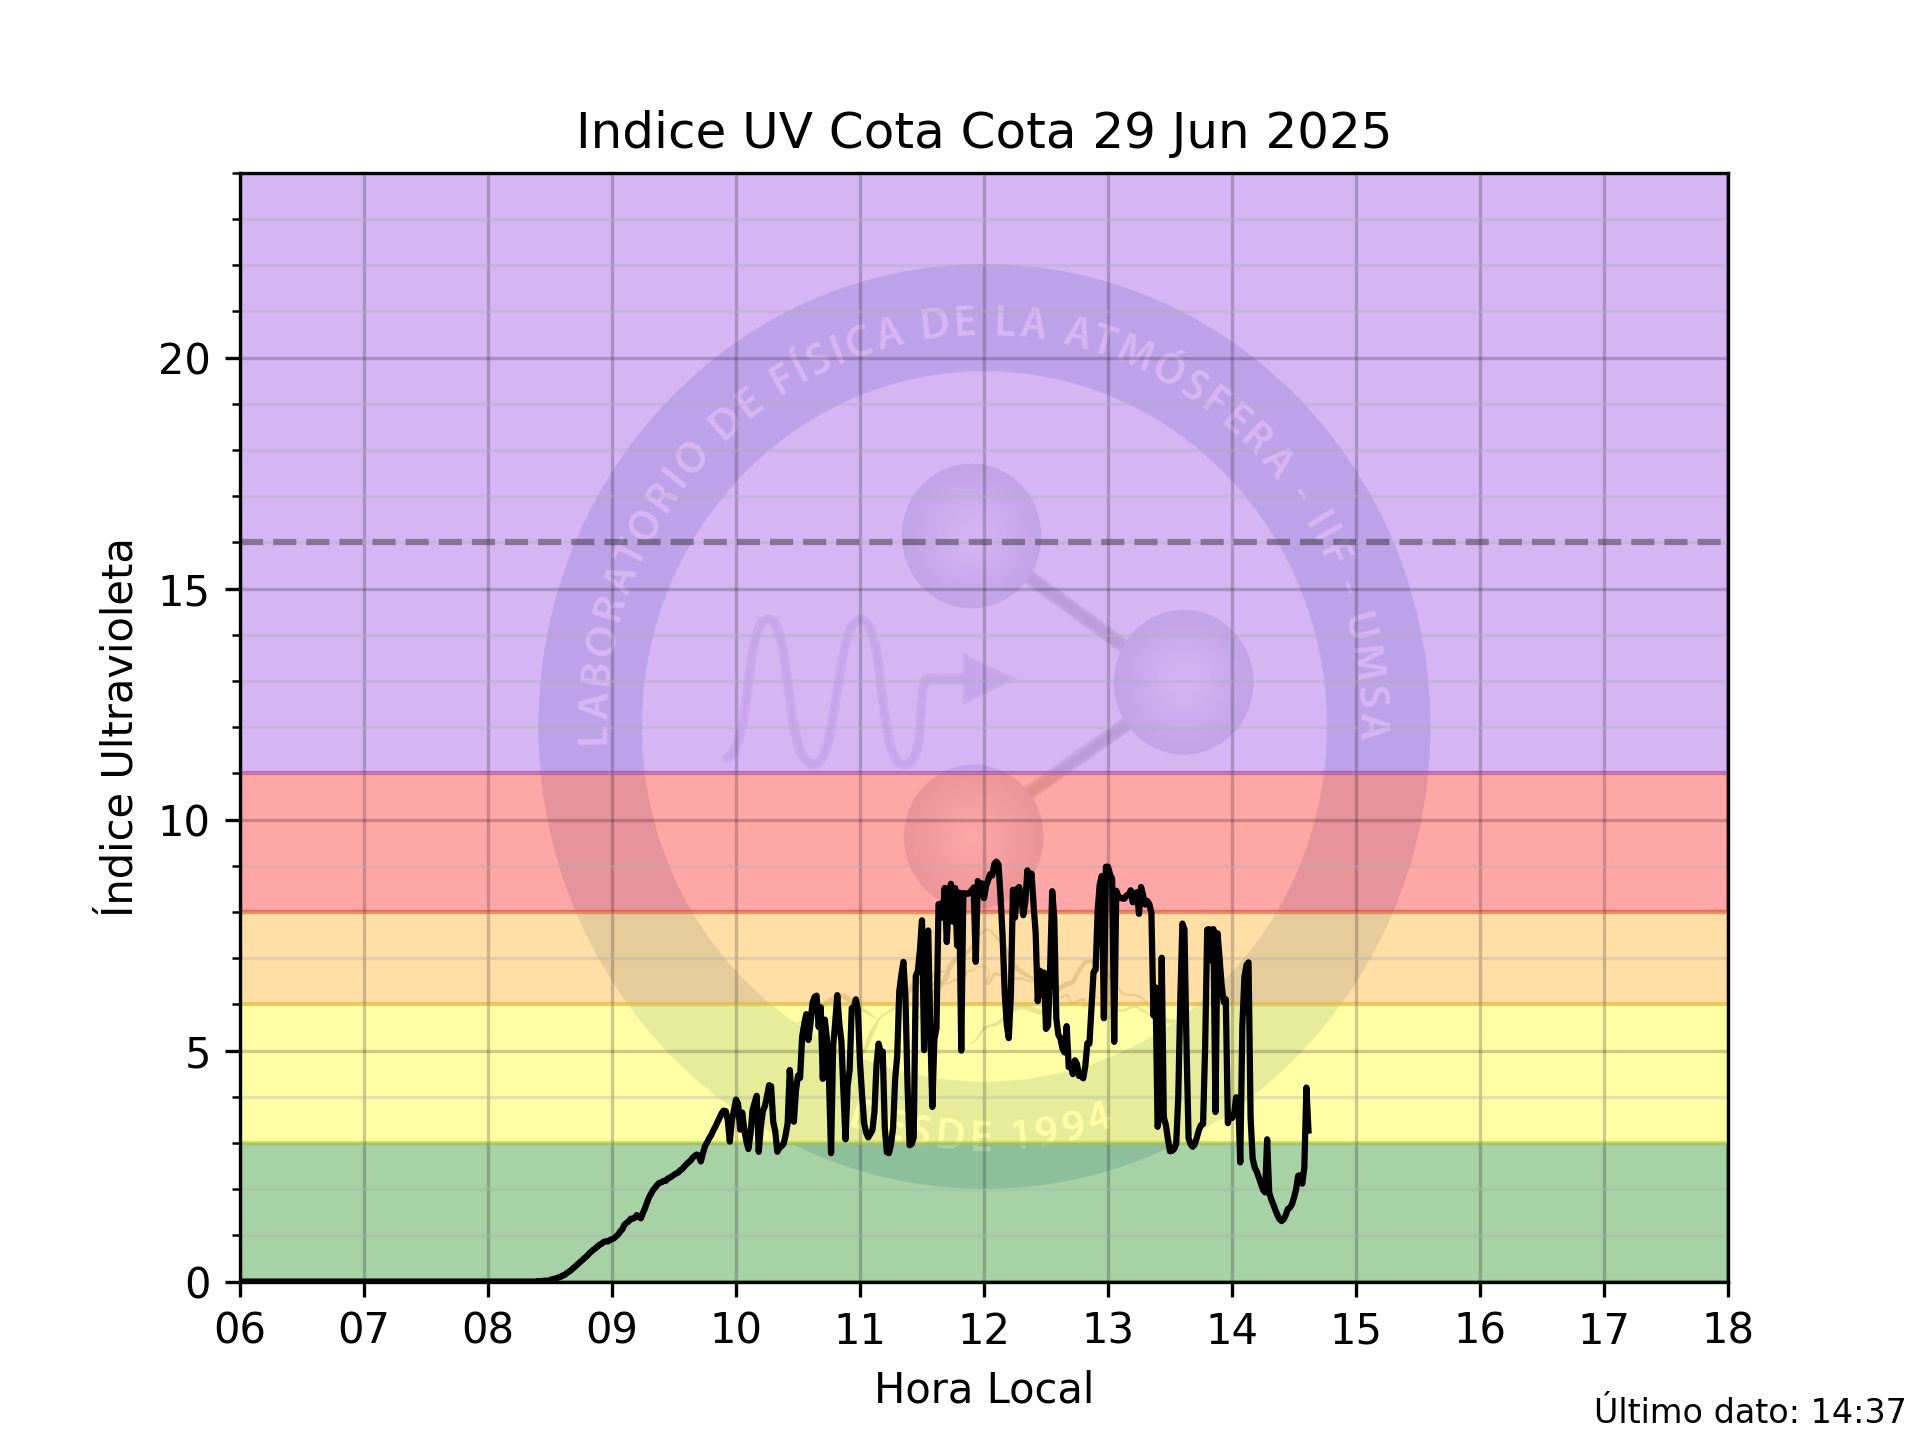 Indice UV Cota Cota 29 Jun 2025
LABORATORIO DE FÍSICA DE LA ATMÓSFERA - IIF - UMSA
20
15
10
5
0
Índice Ultravioleta
DESDE 1994
06 07 08 09 10 11 12 13 14 15 16 17 18
Hora Local
Último dato: 14:37